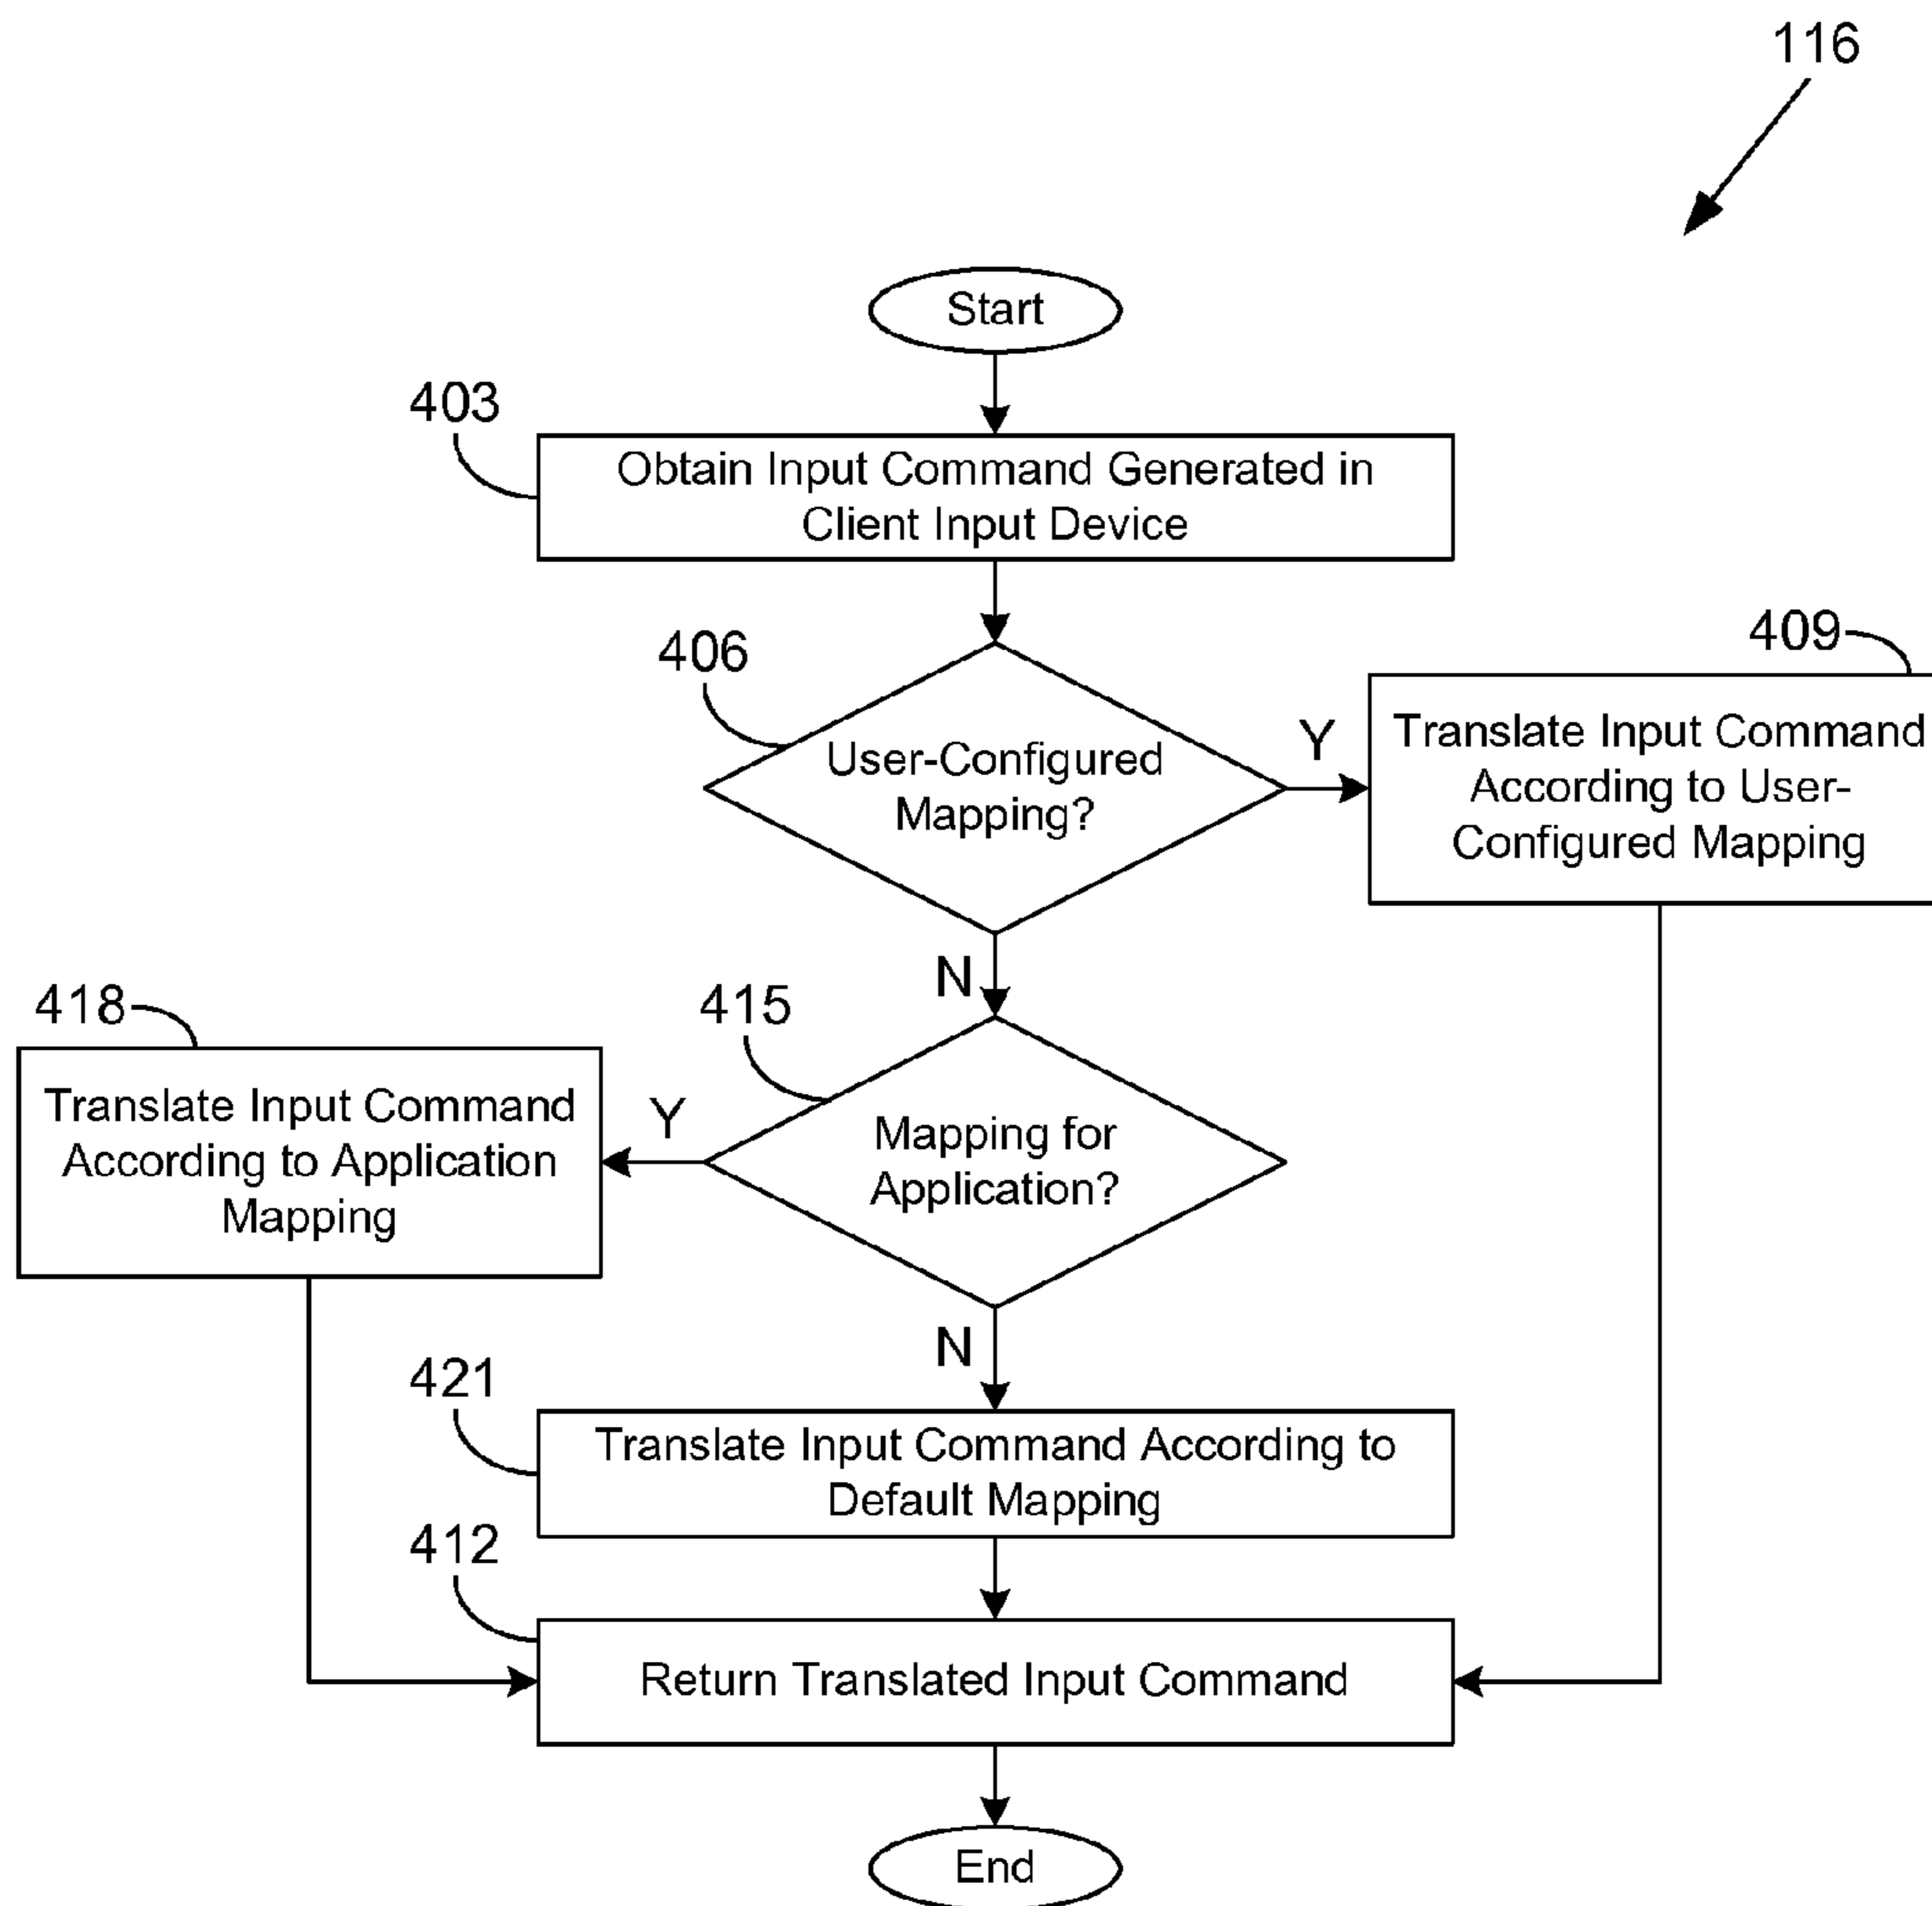 116
Start
403
Obtain Input Command Generated in
Client Input Device
406
User-Configured
Mapping?
Y
409
Translate Input Command
According to User-
Configured Mapping
N
415
Mapping for
Application?
Y
418
Translate Input Command
According to Application
Mapping
N
421
Translate Input Command According to
Default Mapping
412
Return Translated Input Command
End